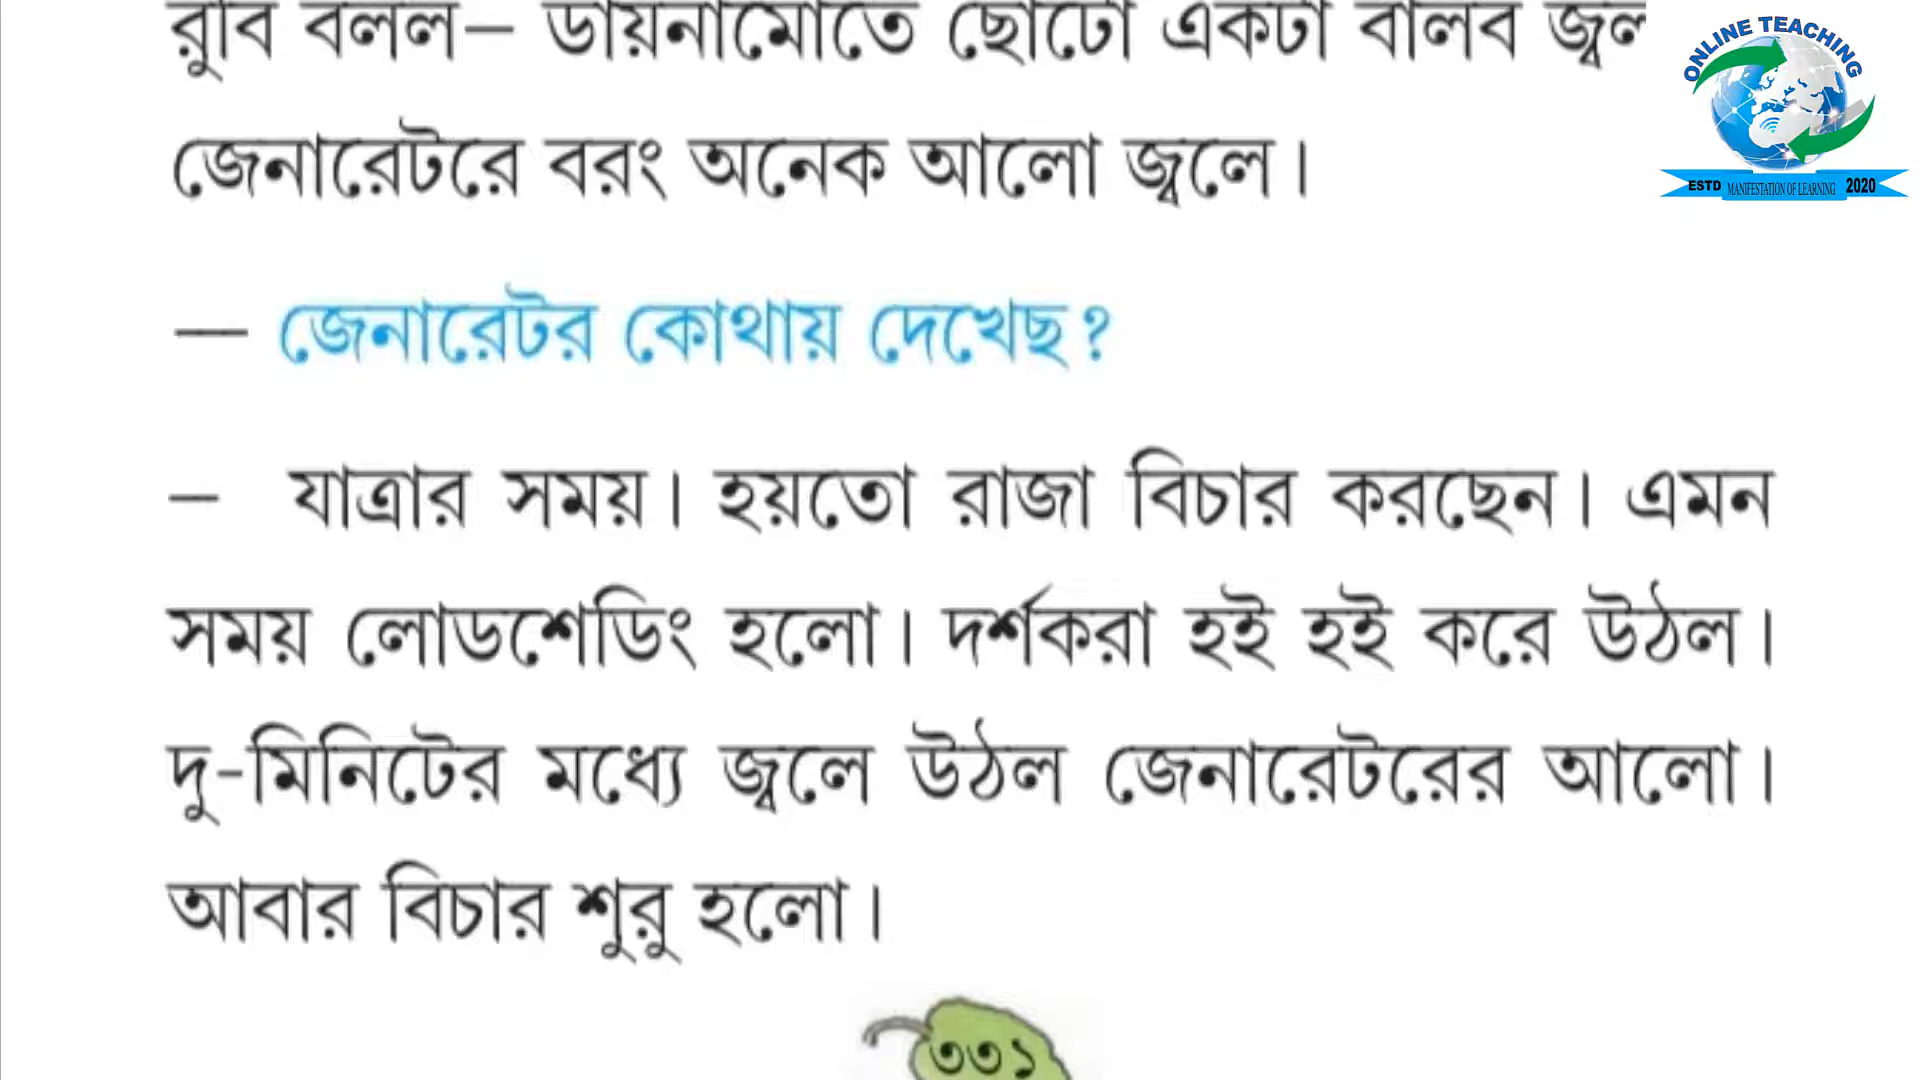 রুবি বলল— ডায়নামোতে ছোটো একটা বালব
ONLINE TEACHING
ESTD MANIFESTATION OF LEARNING 2020
জেনারেটরে বরং অনেক আলো জ্বলে।
— জেনারেটর কোথায় দেখেছ?
— যাত্রার সময়। হয়তো রাজা বিচার করছেন। এমন
সময় লোডশেডিং হলো। দর্শকরা হই হই করে উঠল।
দু-মিনিটের মধ্যে জ্বলে উঠল জেনারেটরের আলো।
আবার বিচার শুরু হলো।
৩৩১